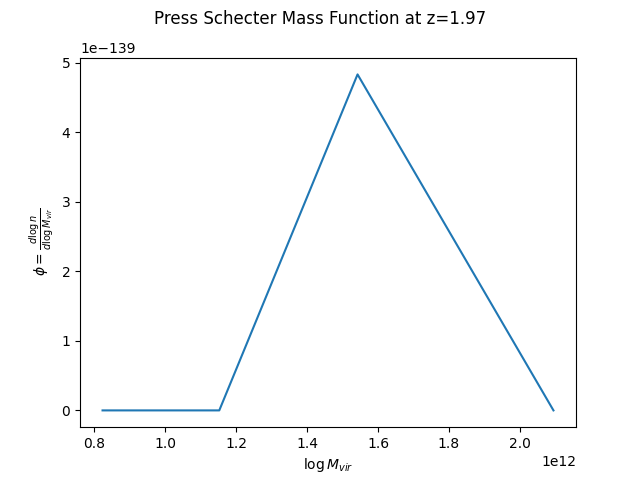 Press Schecter Mass Function at z=1.97
1e−139
5
4
3
2
1
0
ϕ = d log n / d log M_vir
0.8 1.0 1.2 1.4 1.6 1.8 2.0
1e12
log M_vir